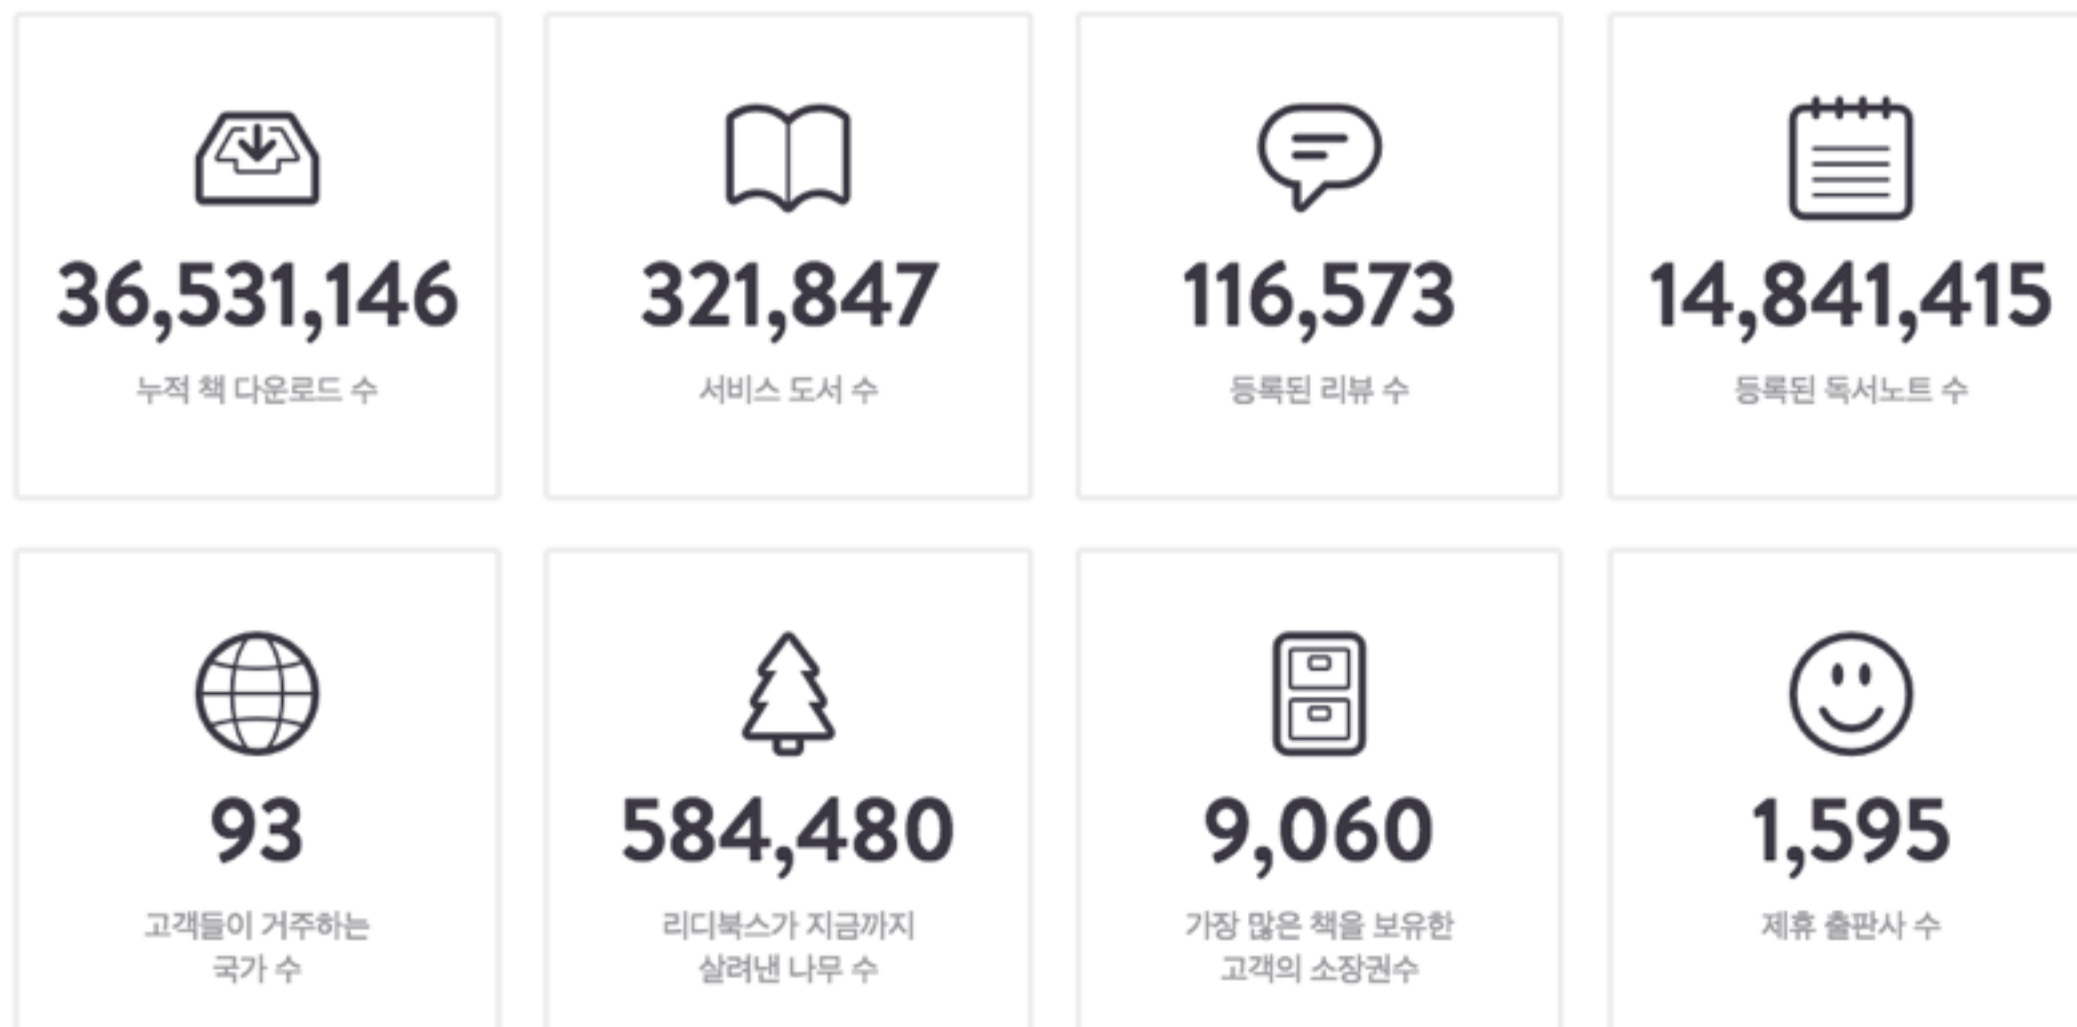 36,531,146
누적 책 다운로드 수
321,847
서비스 도서 수
116,573
등록된 리뷰 수
14,841,415
등록된 독서노트 수
93
고객들이 거주하는
국가 수
584,480
리디북스가 지금까지
살려낸 나무 수
9,060
가장 많은 책을 보유한
고객의 소장권수
1,595
제휴 출판사 수